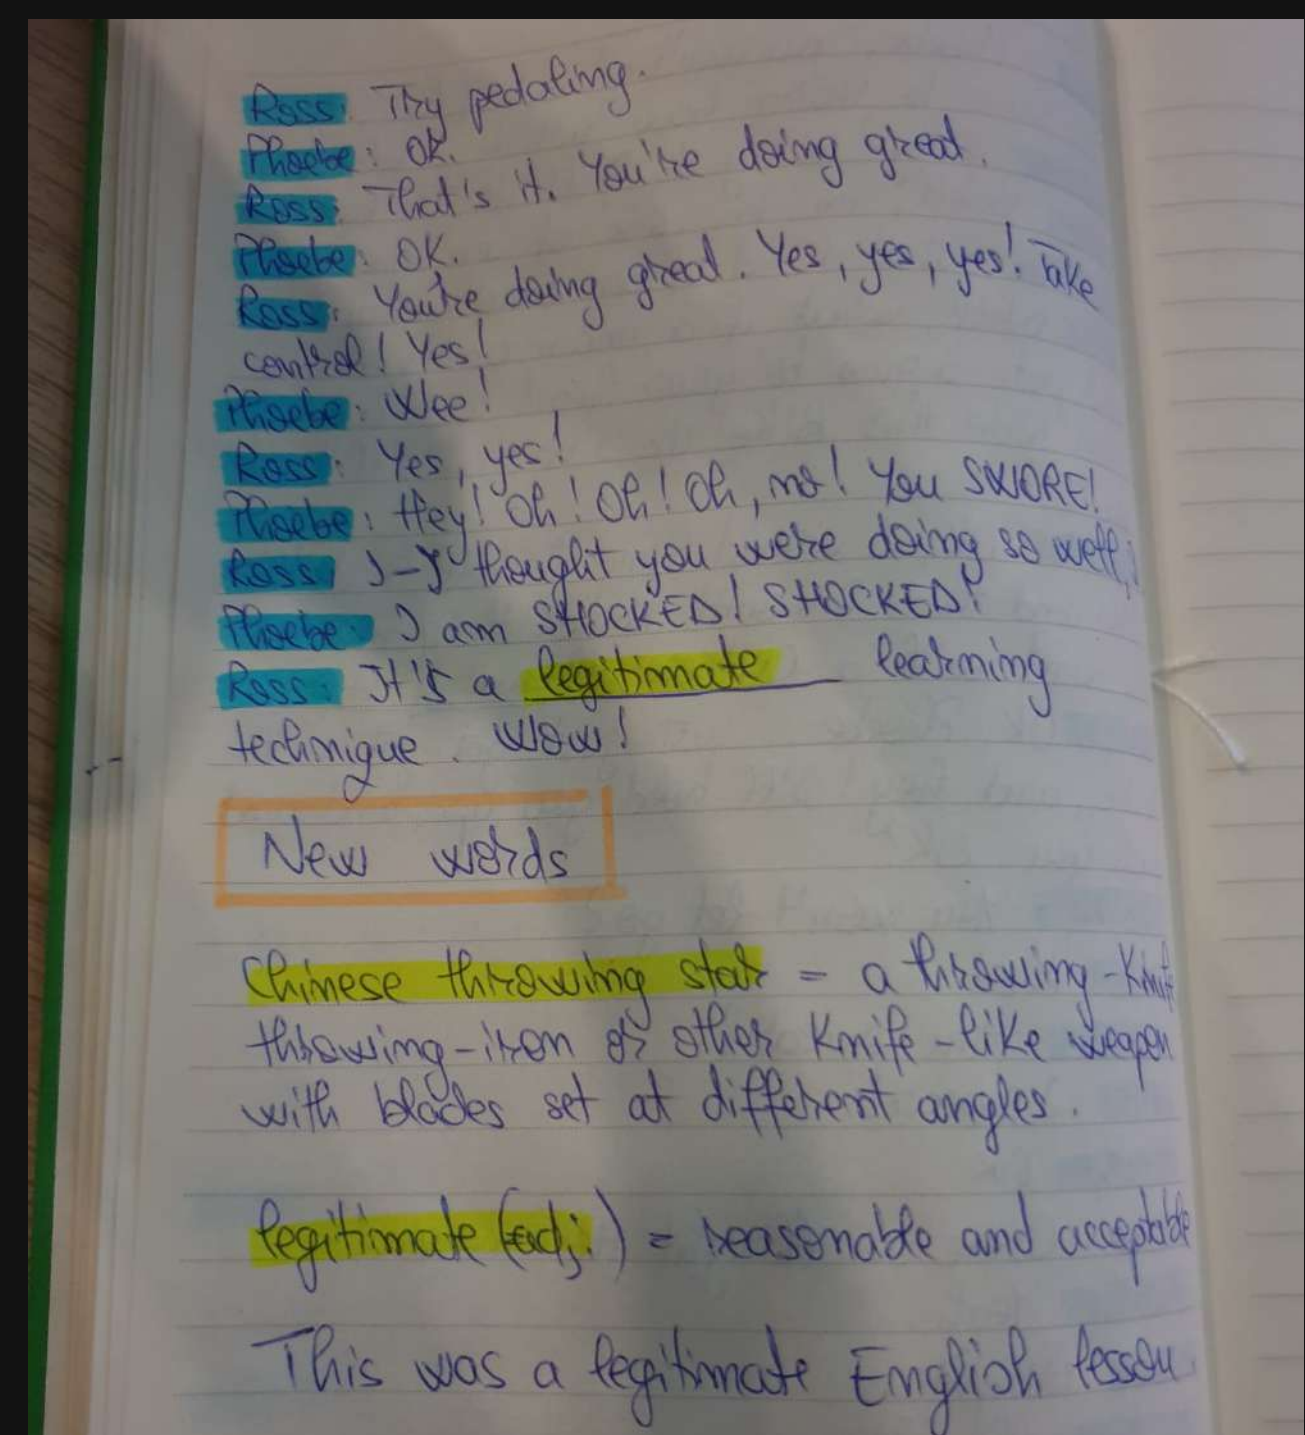 Ross: Try pedaling.
Phoebe: OK.
Ross: That's it. You're doing great.
Phoebe: OK.
Ross: You're doing great. Yes, yes, yes! Take
control! Yes!
Phoebe: Wee!
Ross: Yes, yes!
Phoebe: Hey! Oh! Oh! Oh, no! You SWORE!
Ross: I-I thought you were doing so well,
Phoebe: I am SHOCKED! SHOCKED!
Ross: It's a legitimate learning
technique. Wow!
New words
Chinese throwing star = a throwing-knif
throwing-iron or other knife-like weapon
with blades set at different angles.
legitimate (adj.) = reasonable and acceptable
This was a legitimate English lesson